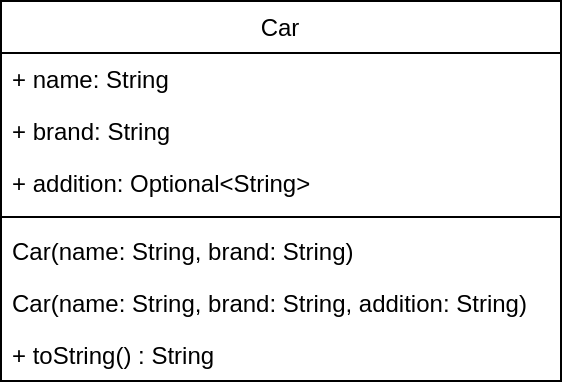 Car
+ name: String
+ brand: String
+ addition: Optional<String>
Car(name: String, brand: String)
Car(name: String, brand: String, addition: String)
+ toString() : String